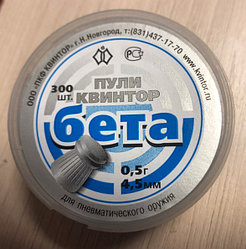 ООО "ПКФ КВИНТОР" г.Н.Новгород, т:(831)437-17-70
www.kvintor.ru
300
шт.
РСТ
ПУЛИ
КВИНТОР
бета
0,5г
4,5мм
для пневматического оружия